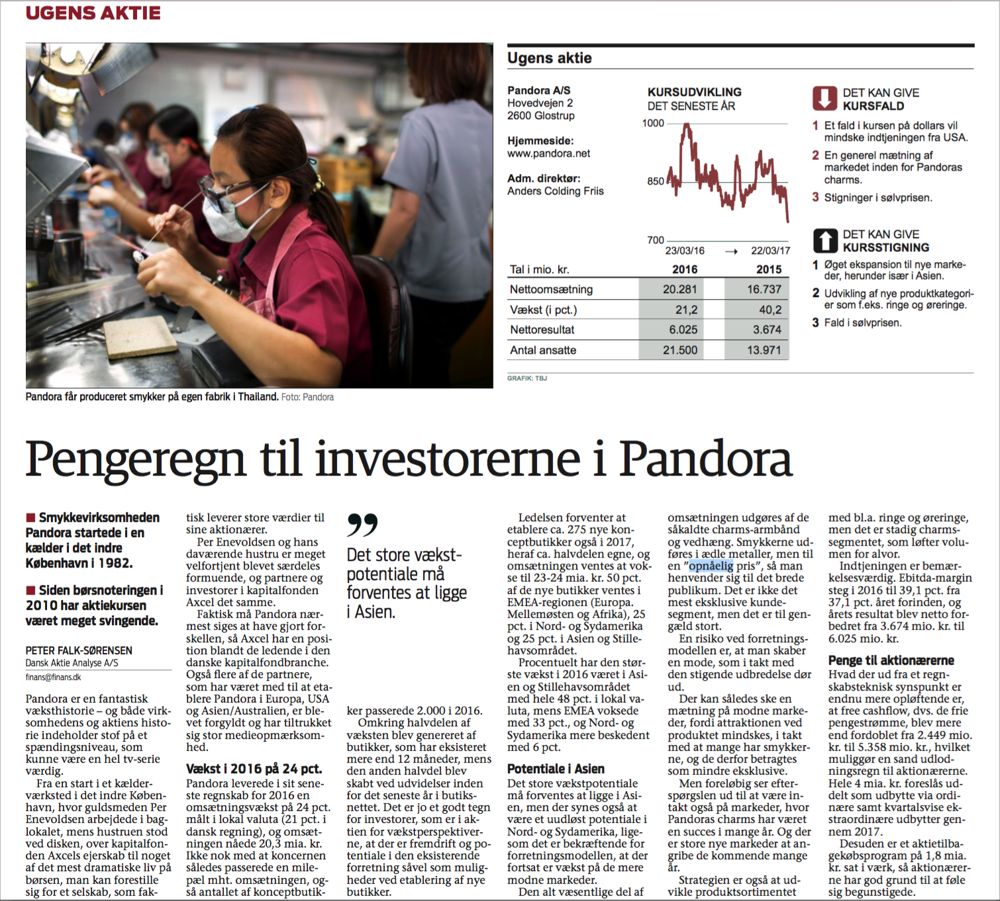 UGENS AKTIE
Pandora får produceret smykker på egen fabrik i Thailand. Foto: Pandora
Ugens aktie
Pandora A/S
Hovedvejen 2
2600 Glostrup
Hjemmeside:
www.pandora.net
Adm. direktør:
Anders Colding Friis
KURSUDVIKLING
DET SENESTE ÅR
1000
850
700
23/03/16 → 22/03/17
Tal i mio. kr. 2016 2015
Nettoomsætning 20.281 16.737
Vækst (i pct.) 21,2 40,2
Nettoresultat 6.025 3.674
Antal ansatte 21.500 13.971
GRAFIK: TBJ
DET KAN GIVE
KURSFALD
1 Et fald i kursen på dollars vil
mindske indtjeningen fra USA.
2 En generel mætning af
markedet inden for Pandoras
charms.
3 Stigninger i sølvprisen.
DET KAN GIVE
KURSSTIGNING
1 Øget ekspansion til nye marke-
der, herunder især i Asien.
2 Udvikling af nye produktkategori-
er som f.eks. ringe og øreringe.
3 Fald i sølvprisen.
Pengeregn til investorerne i Pandora
■ Smykkevirksomheden
Pandora startede i en
kælder i det indre
København i 1982.
■ Siden børsnoteringen i
2010 har aktiekursen
været meget svingende.
PETER FALK-SØRENSEN
Dansk Aktie Analyse A/S
finans@finans.dk
Pandora er en fantastisk
væksthistorie – og både virk-
somhedens og aktiens histo-
rie indeholder stof på et
spændingsniveau, som
kunne være en hel tv-serie
værdig.
Fra en start i et kælder-
værksted i det indre Køben-
havn, hvor guldsmeden Per
Enevoldsen arbejdede i bag-
lokalet, mens hustruen stod
ved disken, over kapitalfon-
den Axcels ejerskab til noget
af det mest dramatiske liv på
børsen, man kan forestille
sig for et selskab, som fak-
tisk leverer store værdier til
sine aktionærer.
Per Enevoldsen og hans
daværende hustru er meget
velfortjent blevet særdeles
formuende, og partnere og
investorer i kapitalfonden
Axcel det samme.
Faktisk må Pandora nær-
mest siges at have gjort for-
skellen, så Axcel har en posi-
tion blandt de ledende i den
danske kapitalfondbranche.
Også flere af de partnere,
som har været med til at eta-
blere Pandora i Europa, USA
og Asien/Australien, er ble-
vet forgyldt og har tiltrukket
sig stor medieopmærksom-
hed.
Vækst i 2016 på 24 pct.
Pandora leverede i sit sene-
ste regnskab for 2016 en
omsætningsvækst på 24 pct.
målt i lokal valuta (21 pct. i
dansk regning), og omsæt-
ningen nåede 20,3 mia. kr.
Ikke nok med at koncernen
således passerede en mile-
pæl mht. omsætningen, og-
så antallet af konceptbutik-
”
Det store vækst-
potentiale må
forventes at ligge
i Asien.
ker passerede 2.000 i 2016.
Omkring halvdelen af
væksten blev genereret af
butikker, som har eksisteret
mere end 12 måneder, mens
den anden halvdel blev
skabt ved udvidelser inden
for det seneste år i butiks-
nettet. Det er jo et godt tegn
for investorer, som er i ak-
tien for vækstperspektiver-
ne, at der er fremdrift og po-
tentiale i den eksisterende
forretning såvel som mulig-
heder ved etablering af nye
butikker.
Ledelsen forventer at
etablere ca. 275 nye kon-
ceptbutikker også i 2017,
heraf ca. halvdelen egne, og
omsætningen ventes at vok-
se til 23-24 mia. kr. 50 pct.
af de nye butikker ventes i
EMEA-regionen (Europa.
Mellemøsten og Afrika), 25
pct. i Nord- og Sydamerika
og 25 pct. i Asien og Stille-
havsområdet.
Procentuelt har den stør-
ste vækst i 2016 været i Asi-
en og Stillehavsområdet
med hele 48 pct. i lokal va-
luta, mens EMEA voksede
med 33 pct., og Nord- og
Sydamerika mere beskedent
med 6 pct.
Potentiale i Asien
Det store vækstpotentiale
må forventes at ligge i Asi-
en, men der synes også at
være et uudløst potentiale i
Nord- og Sydamerika, lige-
som det er bekræftende for
forretningsmodellen, at der
fortsat er vækst på de mere
modne markeder.
Den alt væsentlige del af
omsætningen udgøres af de
såkaldte charms-armbånd
og vedhæng. Smykkerne ud-
føres i ædle metaller, men til
en ”opnåelig pris”, så man
henvender sig til det brede
publikum. Det er ikke det
mest eksklusive kunde-
segment, men det er til gen-
gæld stort.
En risiko ved forretnings-
modellen er, at man skaber
en mode, som i takt med
den stigende udbredelse dør
ud.
Der kan således ske en
mætning på modne marke-
der, fordi attraktionen ved
produktet mindskes, i takt
med at mange har smykker-
ne, og de derfor betragtes
som mindre eksklusive.
Men foreløbig ser efter-
spørgslen ud til at være in-
takt også på markeder, hvor
Pandoras charms har været
en succes i mange år. Og der
er store nye markeder at an-
gribe de kommende mange
år.
Strategien er også at ud-
vikle produktsortimentet
med bl.a. ringe og øreringe,
men det er stadig charms-
segmentet, som løfter volu-
men for alvor.
Indtjeningen er bemær-
kelsesværdig. Ebitda-margin
steg i 2016 til 39,1 pct. fra
37,1 pct. året forinden, og
årets resultat blev netto for-
bedret fra 3.674 mio. kr. til
6.025 mio. kr.
Penge til aktionærerne
Hvad der ud fra et regn-
skabsteknisk synspunkt er
endnu mere opløftende er,
at free cashflow, dvs. de frie
pengestrømme, blev mere
end fordoblet fra 2.449 mio.
kr. til 5.358 mio. kr., hvilket
muliggør en sand udlod-
ningsregn til aktionærerne.
Hele 4 mia. kr. foreslås ud-
delt som udbytte via ordi-
nære samt kvartalsvise ek-
straordinære udbytter gen-
nem 2017.
Desuden er et aktietilba-
gekøbsprogram på 1,8 mia.
kr. sat i værk, så aktionærer-
ne har god grund til at føle
sig begunstigede.